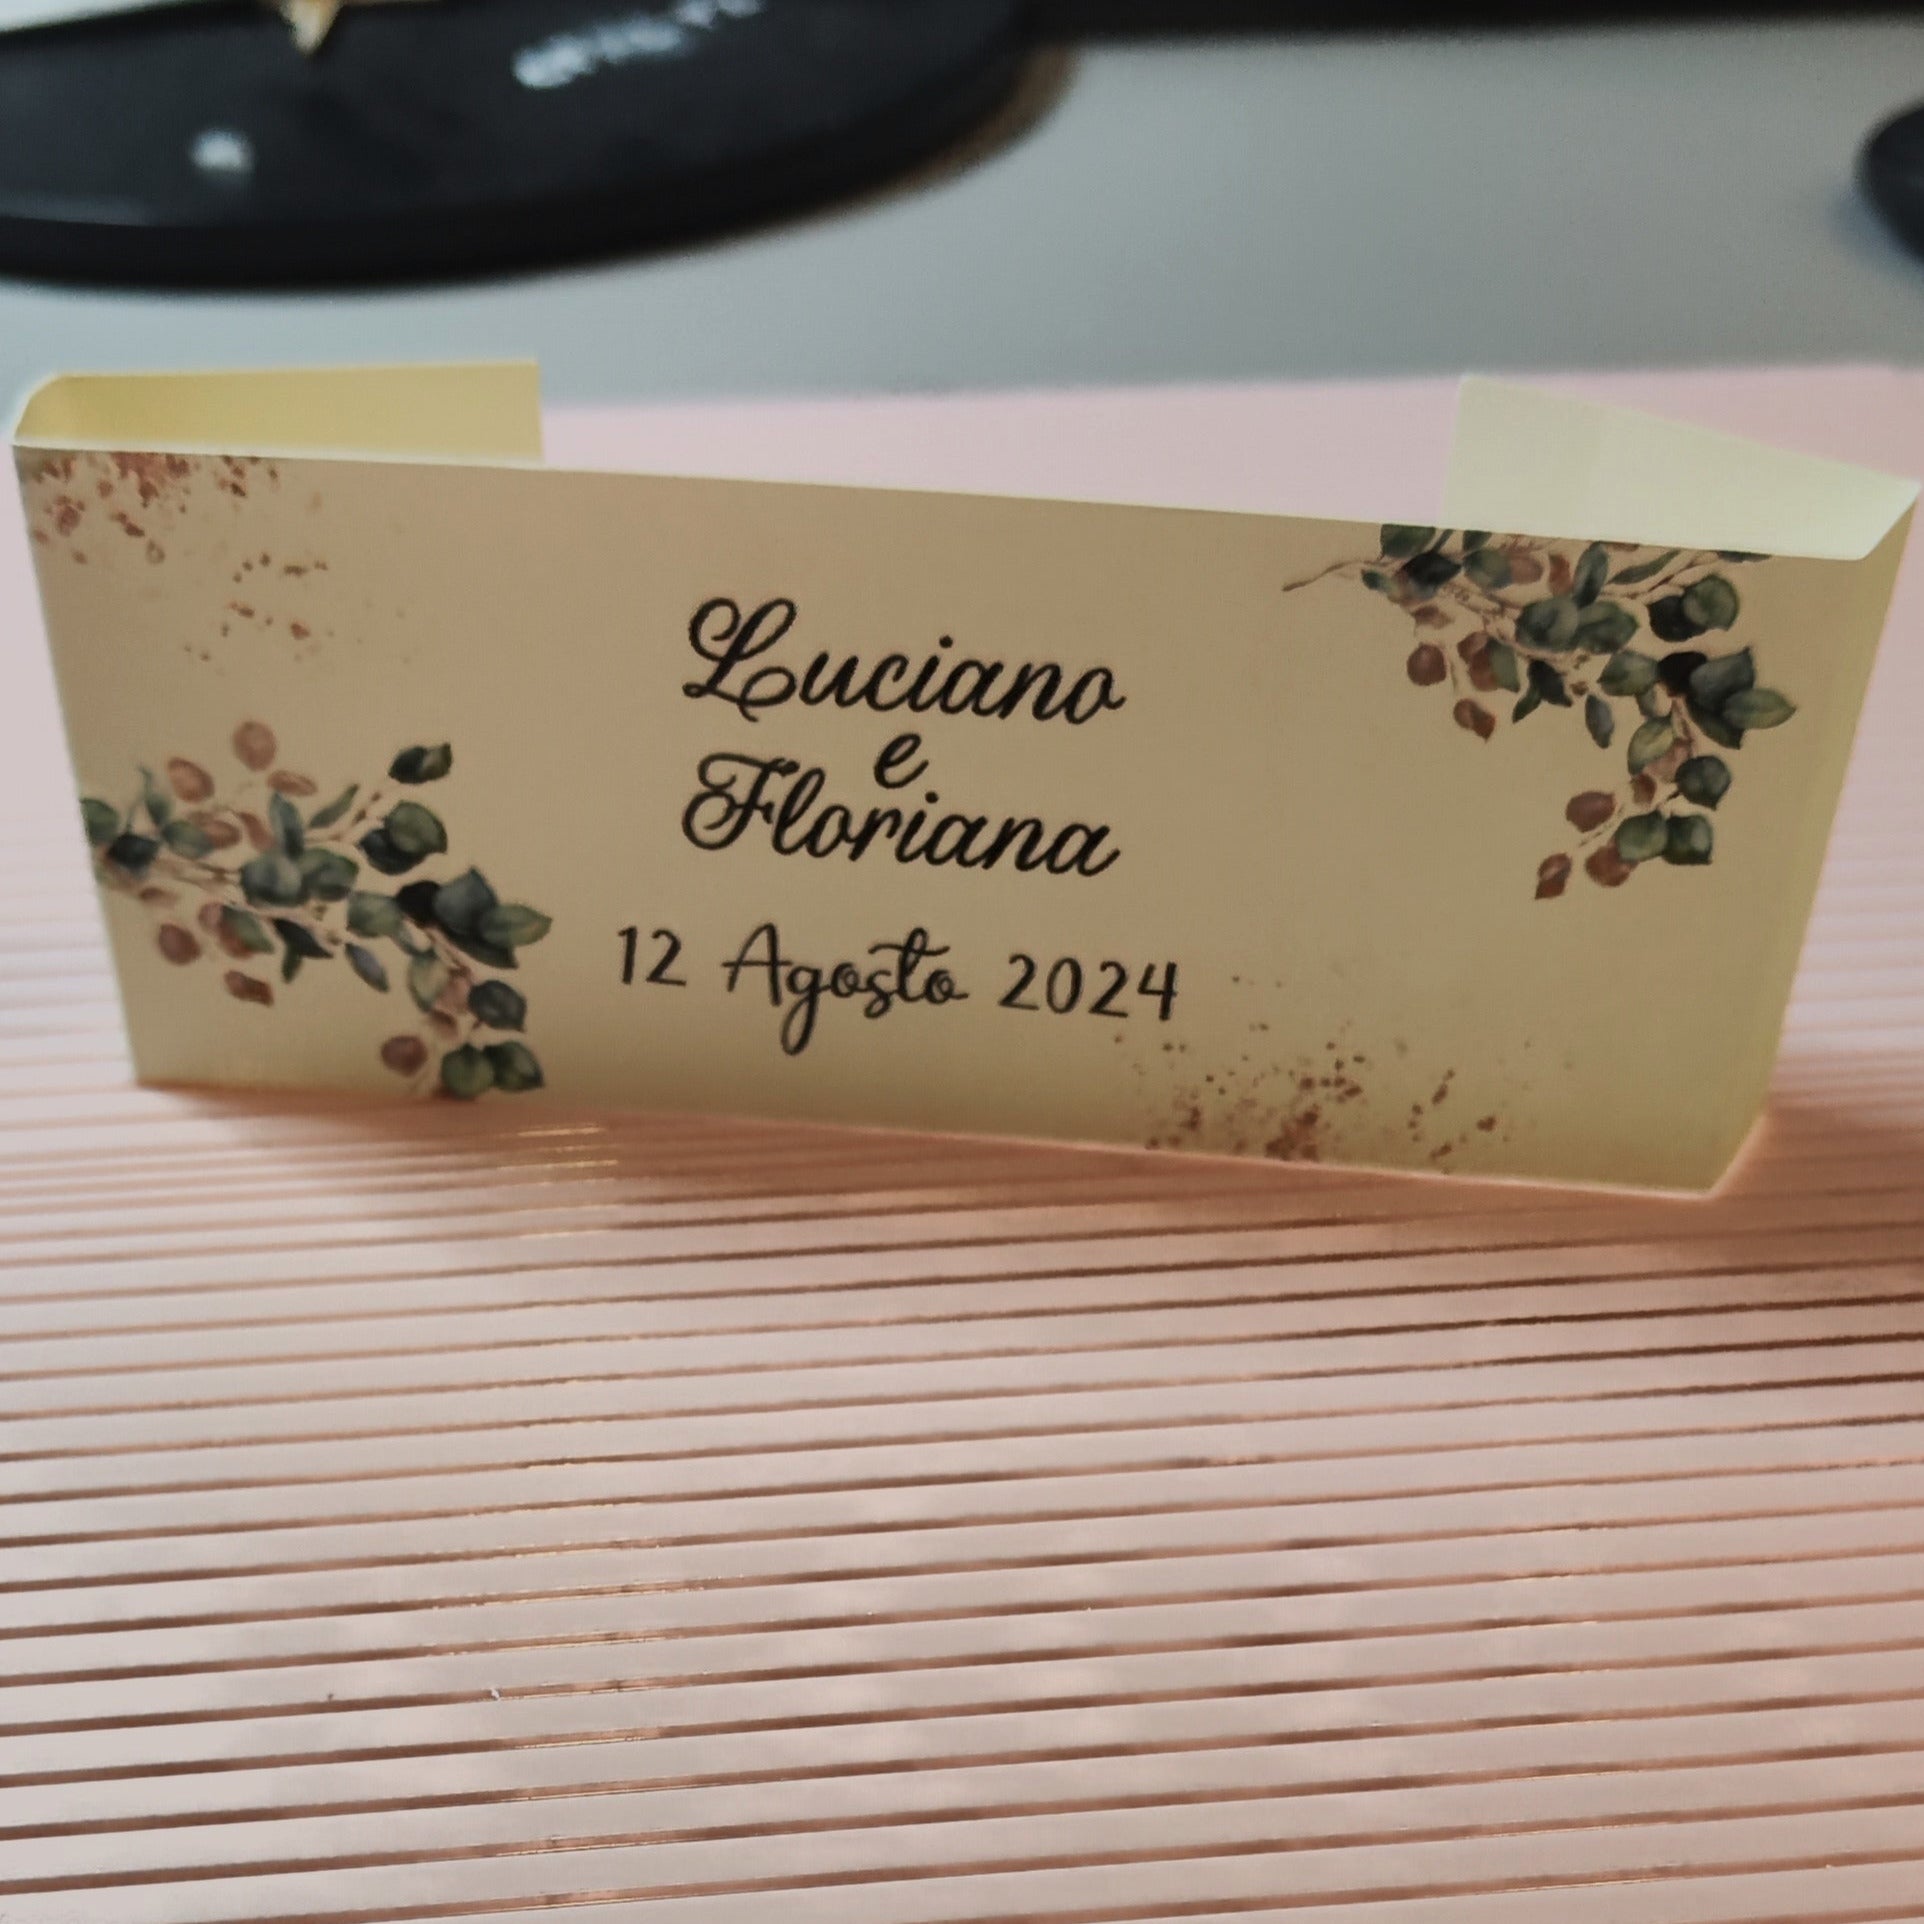 Luciano
e
Floriana
12 Agosto 2024